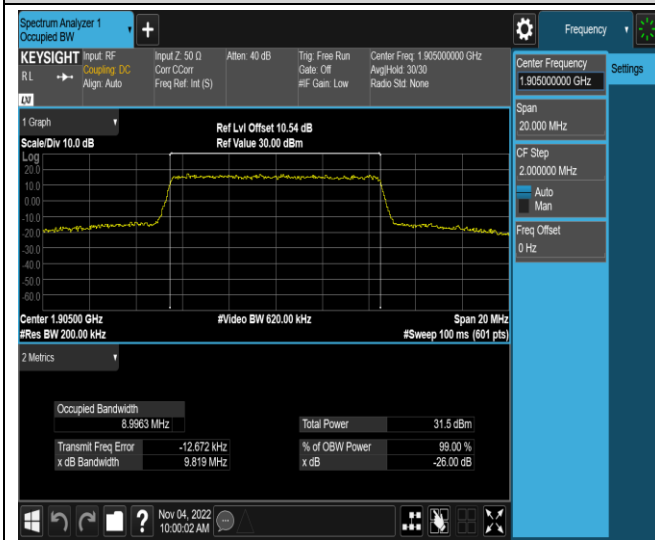 Spectrum Analyzer 1
Occupied BW
+
Frequency
KEYSIGHT
RL
LXI
Input: RF
Coupling: DC
Align: Auto
Input Z: 50 Ω
Corr CCorr
Freq Ref: Int (S)
Atten: 40 dB
Trig: Free Run
Gate: Off
#IF Gain: Low
Center Freq: 1.905000000 GHz
Avg|Hold: 30/30
Radio Std: None
Center Frequency
1.905000000 GHz
Settings
Span
20.000 MHz
CF Step
2.000000 MHz
Auto
Man
Freq Offset
0 Hz
1 Graph
Scale/Div 10.0 dB
Ref Lvl Offset 10.54 dB
Ref Value 30.00 dBm
Log
20.0
10.0
0.00
-10.0
-20.0
-30.0
-40.0
-50.0
-60.0
Center 1.90500 GHz
#Video BW 620.00 kHz
Span 20 MHz
#Res BW 200.00 kHz
#Sweep 100 ms (601 pts)
2 Metrics
Occupied Bandwidth
8.9963 MHz
Total Power 31.5 dBm
Transmit Freq Error -12.672 kHz
% of OBW Power 99.00 %
x dB Bandwidth 9.819 MHz
x dB -26.00 dB
?
Nov 04, 2022
10:00:02 AM